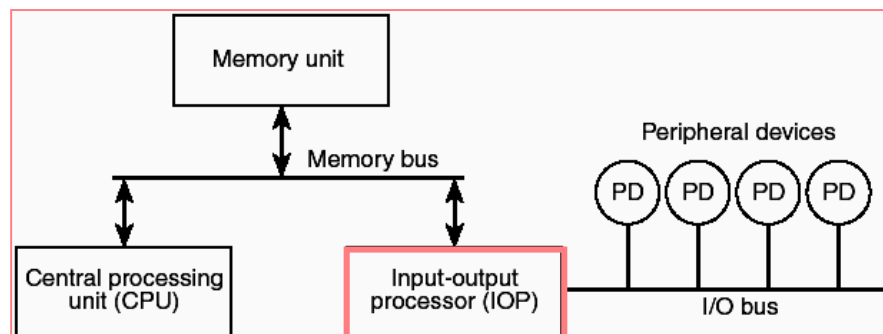 Memory unit
Memory bus
Peripheral devices
PD PD PD PD
Central processing
unit (CPU)
Input-output
processor (IOP)
I/O bus